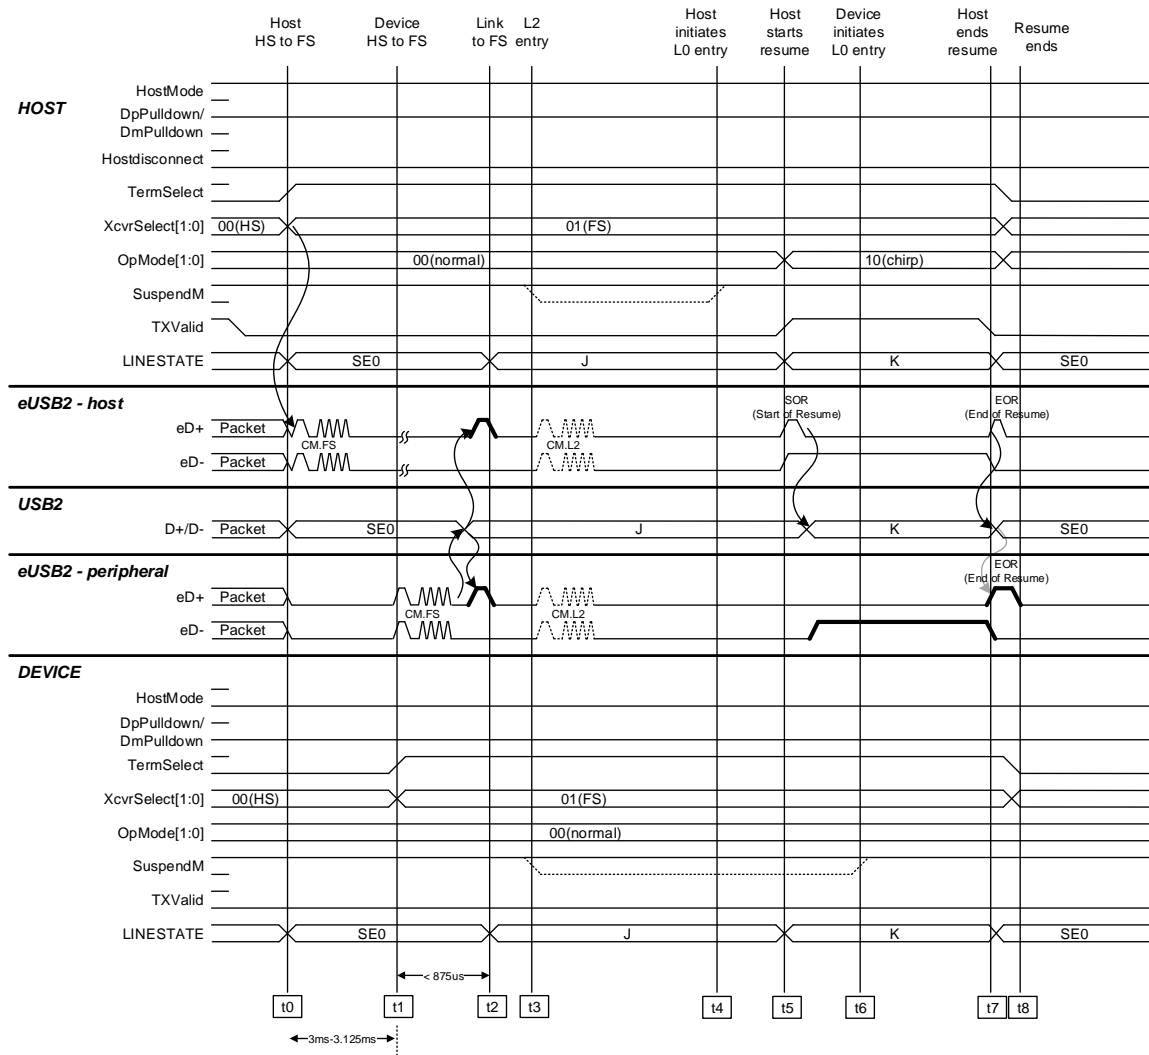 Host
HS to FS
Device
HS to FS
Link
to FS
L2
entry
Host
initiates
L0 entry
Host
starts
resume
Device
initiates
L0 entry
Host
ends
resume
Resume
ends
HOST
HostMode
DpPulldown/
DmPulldown
Hostdisconnect
TermSelect
XcvrSelect[1:0] 00(HS) 01(FS)
OpMode[1:0] 00(normal) 10(chirp)
SuspendM
TXValid
LINESTATE SE0 J K SE0
eUSB2 - host
SOR
(Start of Resume)
EOR
(End of Resume)
eD+ Packet
CM.FS CM.L2
eD- Packet
USB2
D+/D- Packet SE0 J K SE0
eUSB2 - peripheral
EOR
(End of Resume)
eD+ Packet
CM.FS CM.L2
eD- Packet
DEVICE
HostMode
DpPulldown/
DmPulldown
TermSelect
XcvrSelect[1:0] 00(HS) 01(FS)
OpMode[1:0] 00(normal)
SuspendM
TXValid
LINESTATE SE0 J K SE0
< 875us
t0 t1 t2 t3 t4 t5 t6 t7 t8
3ms-3.125ms